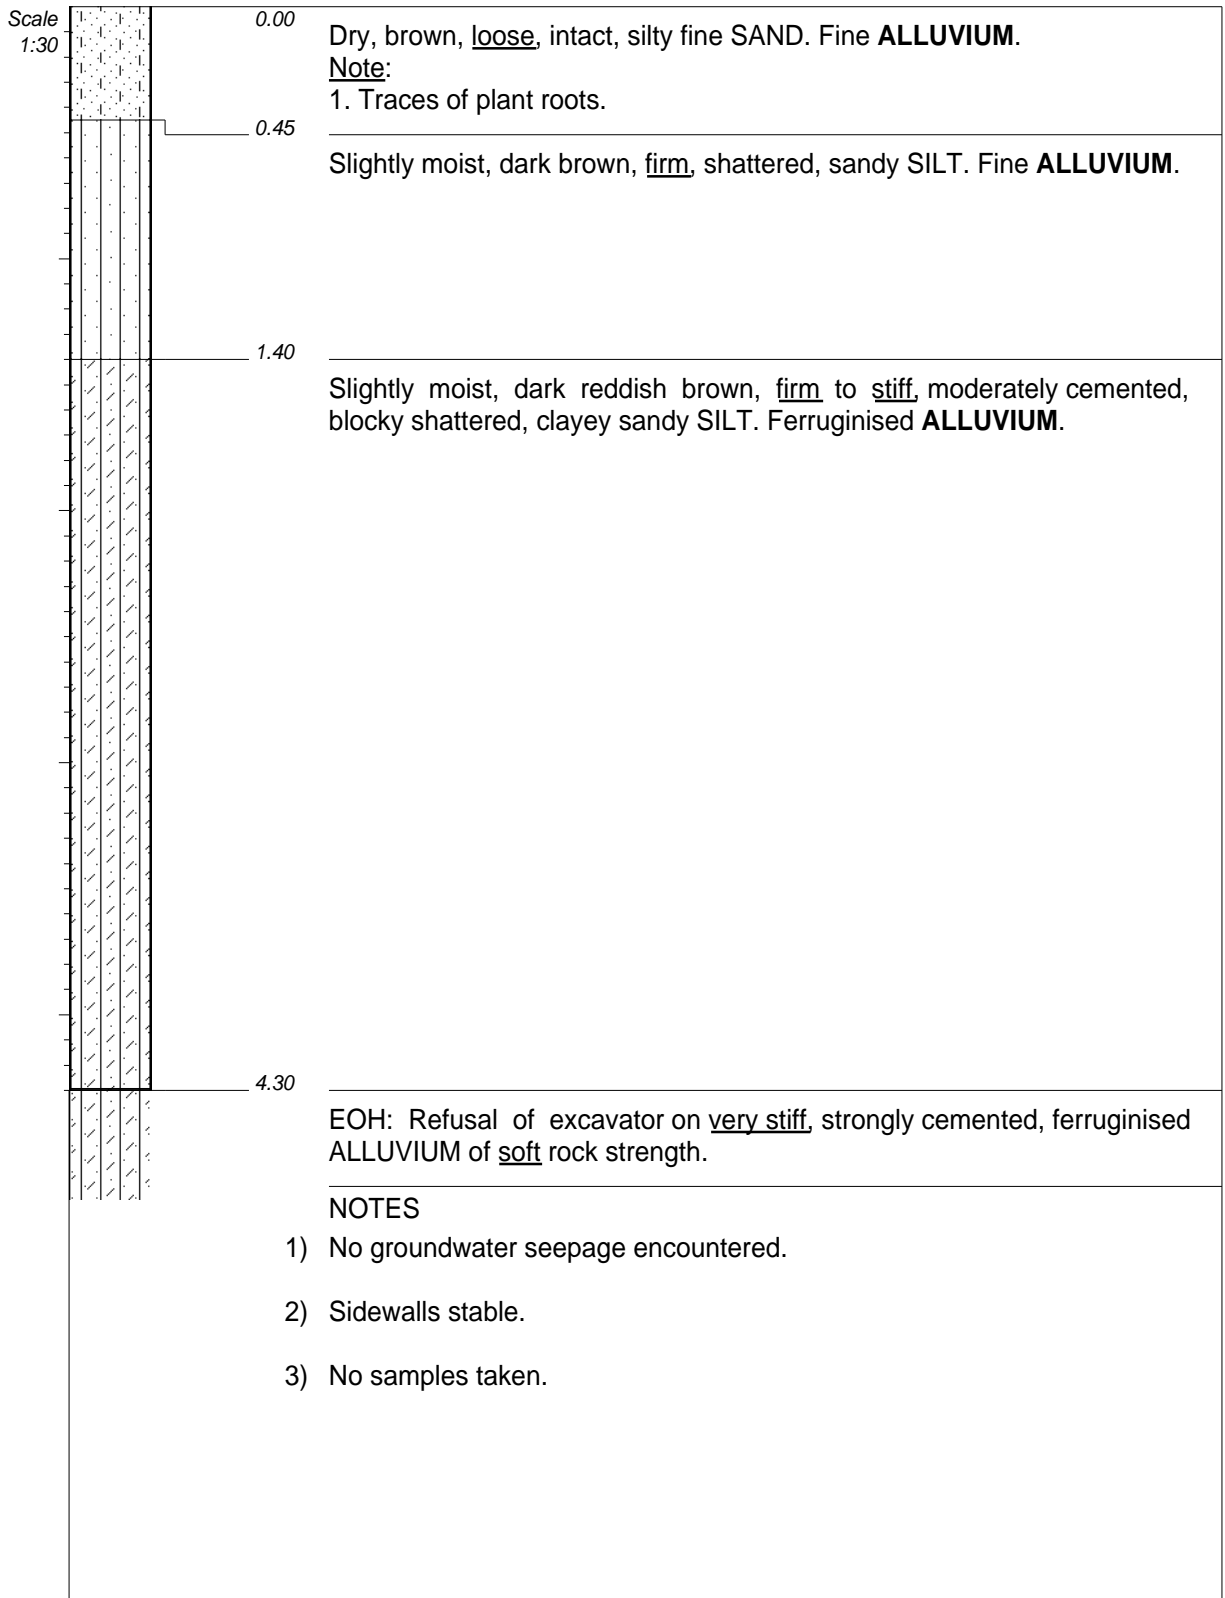 Scale
1:30
0.00
Dry, brown, loose, intact, silty fine SAND. Fine ALLUVIUM.
Note:
1. Traces of plant roots.
0.45
Slightly moist, dark brown, firm, shattered, sandy SILT. Fine ALLUVIUM.
1.40
Slightly moist, dark reddish brown, firm to stiff, moderately cemented,
blocky shattered, clayey sandy SILT. Ferruginised ALLUVIUM.
4.30
EOH: Refusal of excavator on very stiff, strongly cemented, ferruginised
ALLUVIUM of soft rock strength.
NOTES
1) No groundwater seepage encountered.
2) Sidewalls stable.
3) No samples taken.